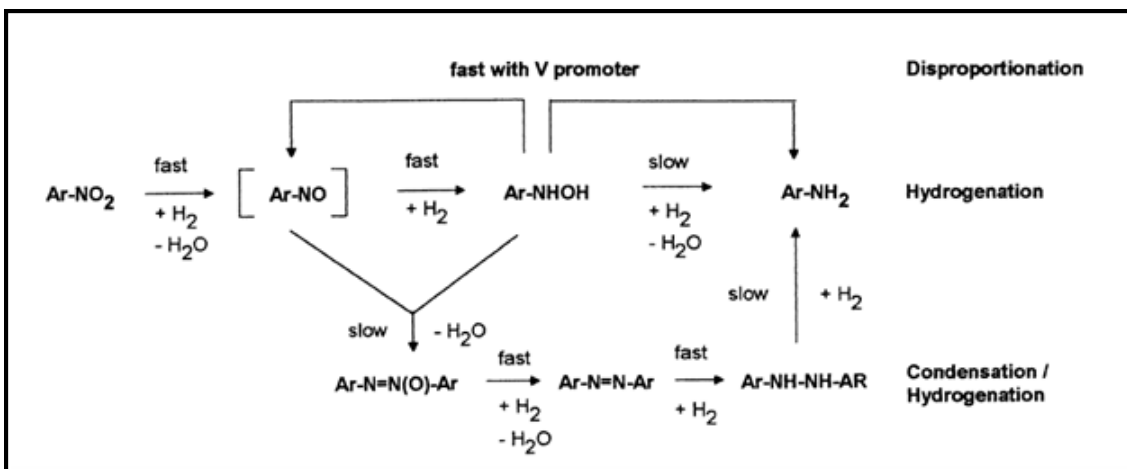 fast with V promoter Disproportionation
fast fast slow
Ar-NO₂ [ Ar-NO ] Ar-NHOH Ar-NH₂ Hydrogenation
+ H₂ + H₂ + H₂
- H₂O - H₂O
slow + H₂
slow - H₂O
fast fast
Ar-N=N(O)-Ar Ar-N=N-Ar Ar-NH-NH-AR Condensation /
Hydrogenation
+ H₂ + H₂
- H₂O